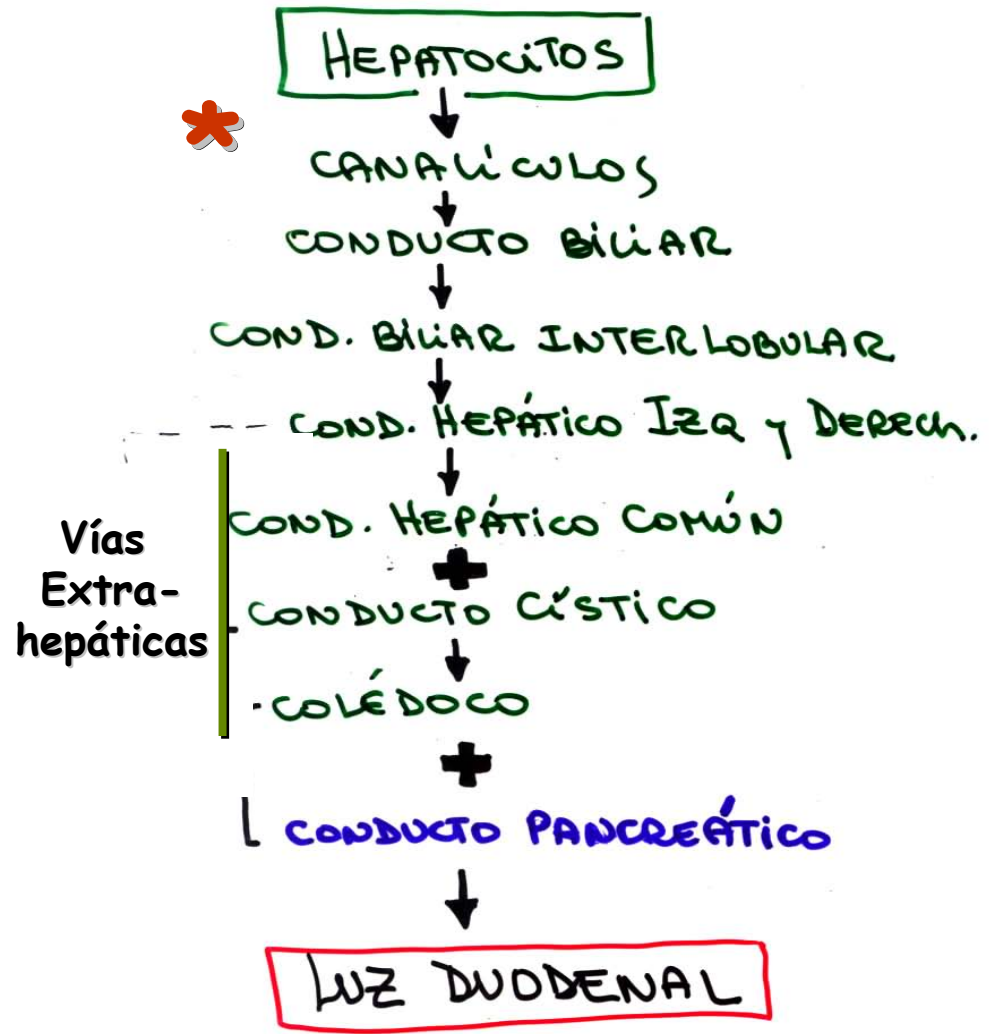 HEPATOCITOS
CANALÍCULOS
CONDUCTO BILIAR
COND. BILIAR INTERLOBULAR
COND. HEPÁTICO IZQ Y DERECH.
Vías
Extra-
hepáticas
COND. HEPÁTICO COMÚN
+
CONDUCTO CÍSTICO
COLÉDOCO
+
CONDUCTO PANCREÁTICO
LUZ DUODENAL